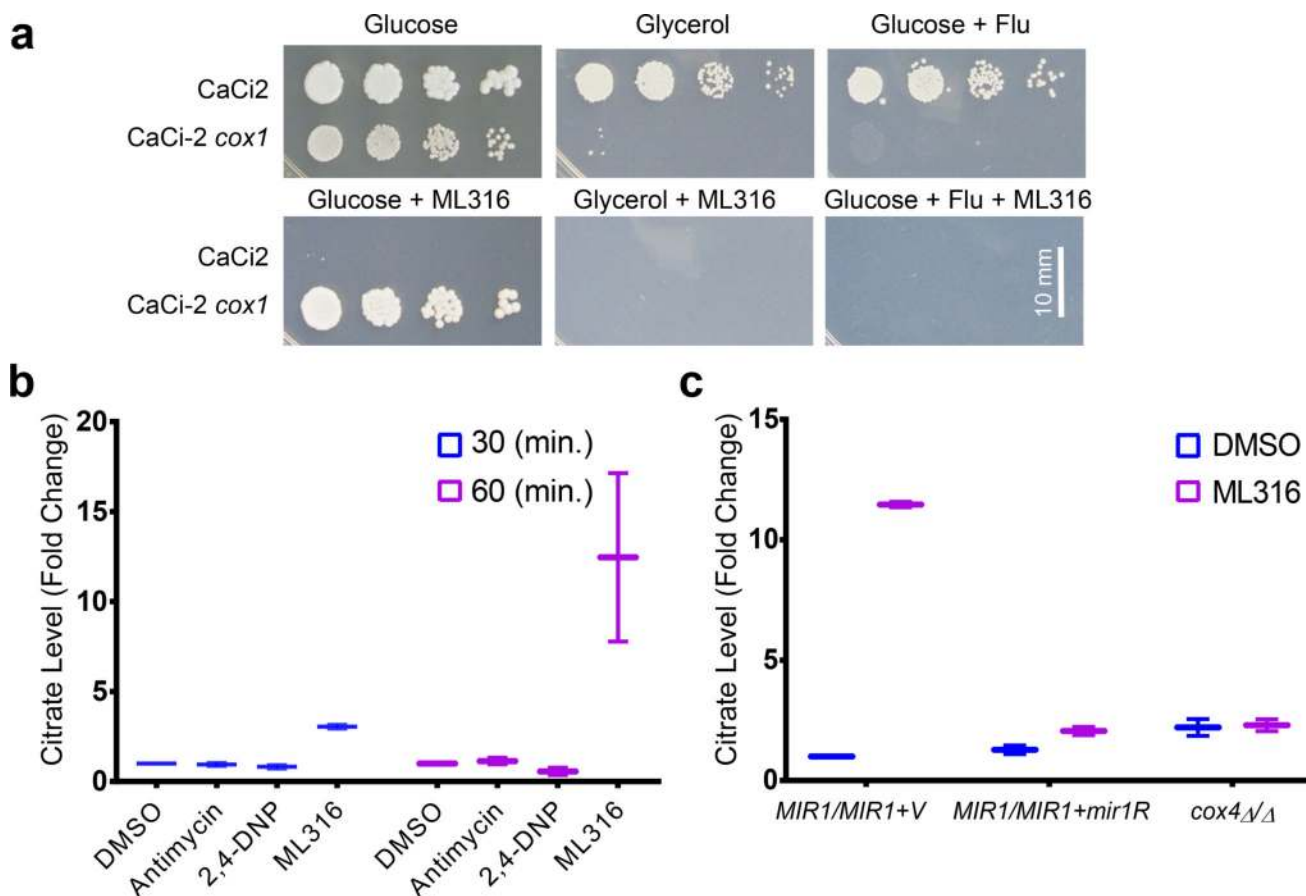 a
Glucose
Glycerol
Glucose + Flu
CaCi2
CaCi-2 cox1
Glucose + ML316
Glycerol + ML316
Glucose + Flu + ML316
CaCi2
CaCi-2 cox1
10 mm
b
Citrate Level (Fold Change)
20
15
10
5
0
30 (min.)
60 (min.)
DMSO
Antimycin
2,4-DNP
ML316
DMSO
Antimycin
2,4-DNP
ML316
c
Citrate Level (Fold Change)
15
10
5
0
DMSO
ML316
MIR1/MIR1+V
MIR1/MIR1+mir1R
cox4Δ/Δ